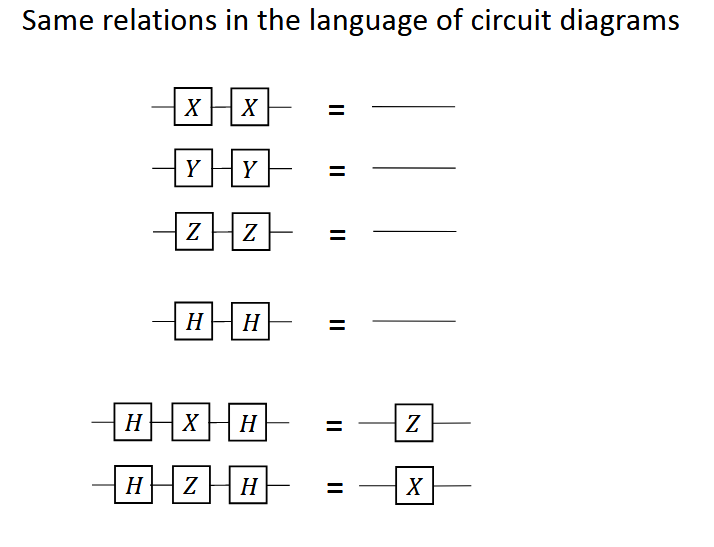 Same relations in the language of circuit diagrams
X X =
Y Y =
Z Z =
H H =
H X H = Z
H Z H = X